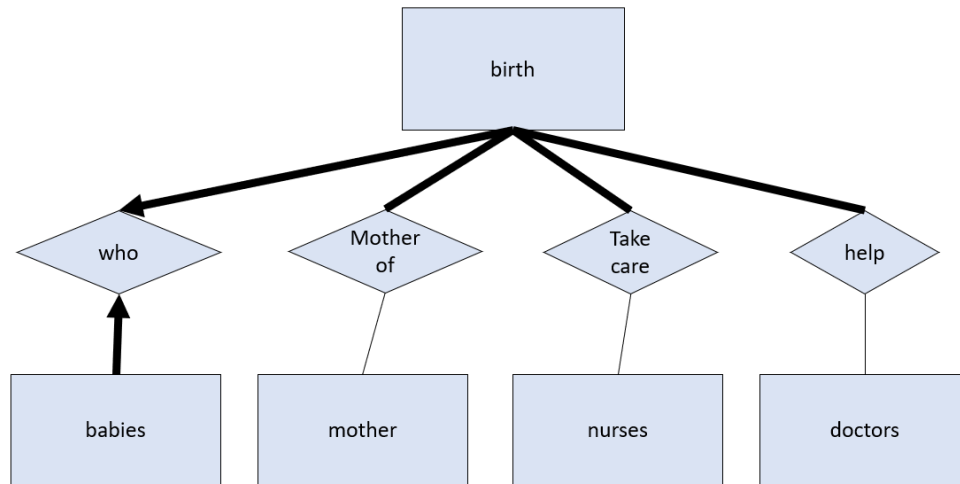 birth
who
Mother
of
Take
care
help
babies
mother
nurses
doctors